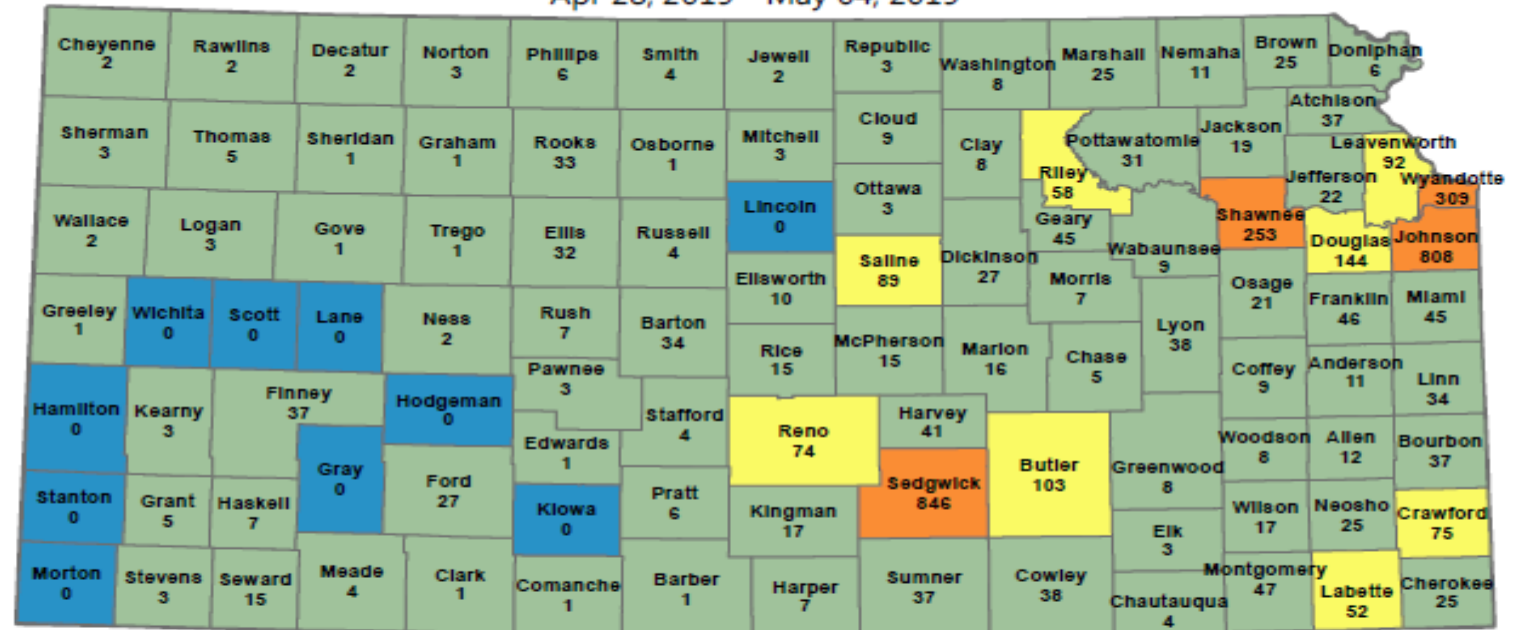 Apr 28, 2019 - May 04, 2019
Cheyenne
2
Rawlins
2
Decatur
2
Norton
3
Phillips
6
Smith
4
Jewell
2
Republic
3
Washington
8
Marshall
25
Nemaha
11
Brown
25
Doniphan
6
Sherman
3
Thomas
5
Sheridan
1
Graham
1
Rooks
33
Osborne
1
Mitchell
3
Cloud
9
Clay
8
Riley
58
Pottawatomie
31
Jackson
19
Atchison
37
Leavenworth
92
Jefferson
22
Wyandotte
309
Wallace
2
Logan
3
Gove
1
Trego
1
Ellis
32
Russell
4
Lincoln
0
Ottawa
3
Saline
89
Dickinson
27
Geary
45
Wabaunsee
9
Shawnee
253
Douglas
144
Johnson
808
Greeley
1
Wichita
0
Scott
0
Lane
0
Ness
2
Rush
7
Barton
34
Ellsworth
10
Rice
15
McPherson
15
Marion
16
Morris
7
Chase
5
Lyon
38
Osage
21
Franklin
46
Miami
45
Coffey
9
Anderson
11
Linn
34
Hamilton
0
Kearny
3
Finney
37
Hodgeman
0
Pawnee
3
Stafford
4
Edwards
1
Reno
74
Harvey
41
Sedgwick
846
Butler
103
Greenwood
8
Woodson
8
Allen
12
Bourbon
37
Stanton
0
Grant
5
Haskell
7
Gray
0
Ford
27
Kiowa
0
Pratt
6
Kingman
17
Elk
3
Wilson
17
Neosho
25
Crawford
75
Morton
0
Stevens
3
Seward
15
Meade
4
Clark
1
Comanche
1
Barber
1
Harper
7
Sumner
37
Cowley
38
Chautauqua
4
Montgomery
47
Labette
52
Cherokee
25